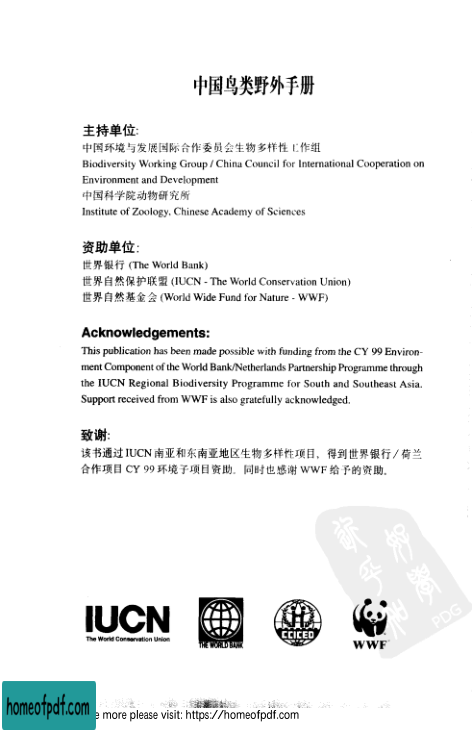 中国鸟类野外手册
主持单位:
中国环境与发展国际合作委员会生物多样性工作组
Biodiversity Working Group / China Council for International Cooperation on
Environment and Development
中国科学院动物研究所
Institute of Zoology, Chinese Academy of Sciences
资助单位:
世界银行 (The World Bank)
世界自然保护联盟 (IUCN - The World Conservation Union)
世界自然基金会 (World Wide Fund for Nature - WWF)
Acknowledgements:
This publication has been made possible with funding from the CY 99 Environ-
ment Component of the World Bank/Netherlands Partnership Programme through
the IUCN Regional Biodiversity Programme for South and Southeast Asia.
Support received from WWF is also gratefully acknowledged.
致谢:
该书通过IUCN南亚和东南亚地区生物多样性项目，得到世界银行/荷兰
合作项目 CY 99环境子项目资助。同时也感谢 WWF 给予的资助。
PDG
IUCN
The World Conservation Union
THE WORLD BANK
CCICED
WWF
homeofpdf.com
more please visit: https://homeofpdf.com